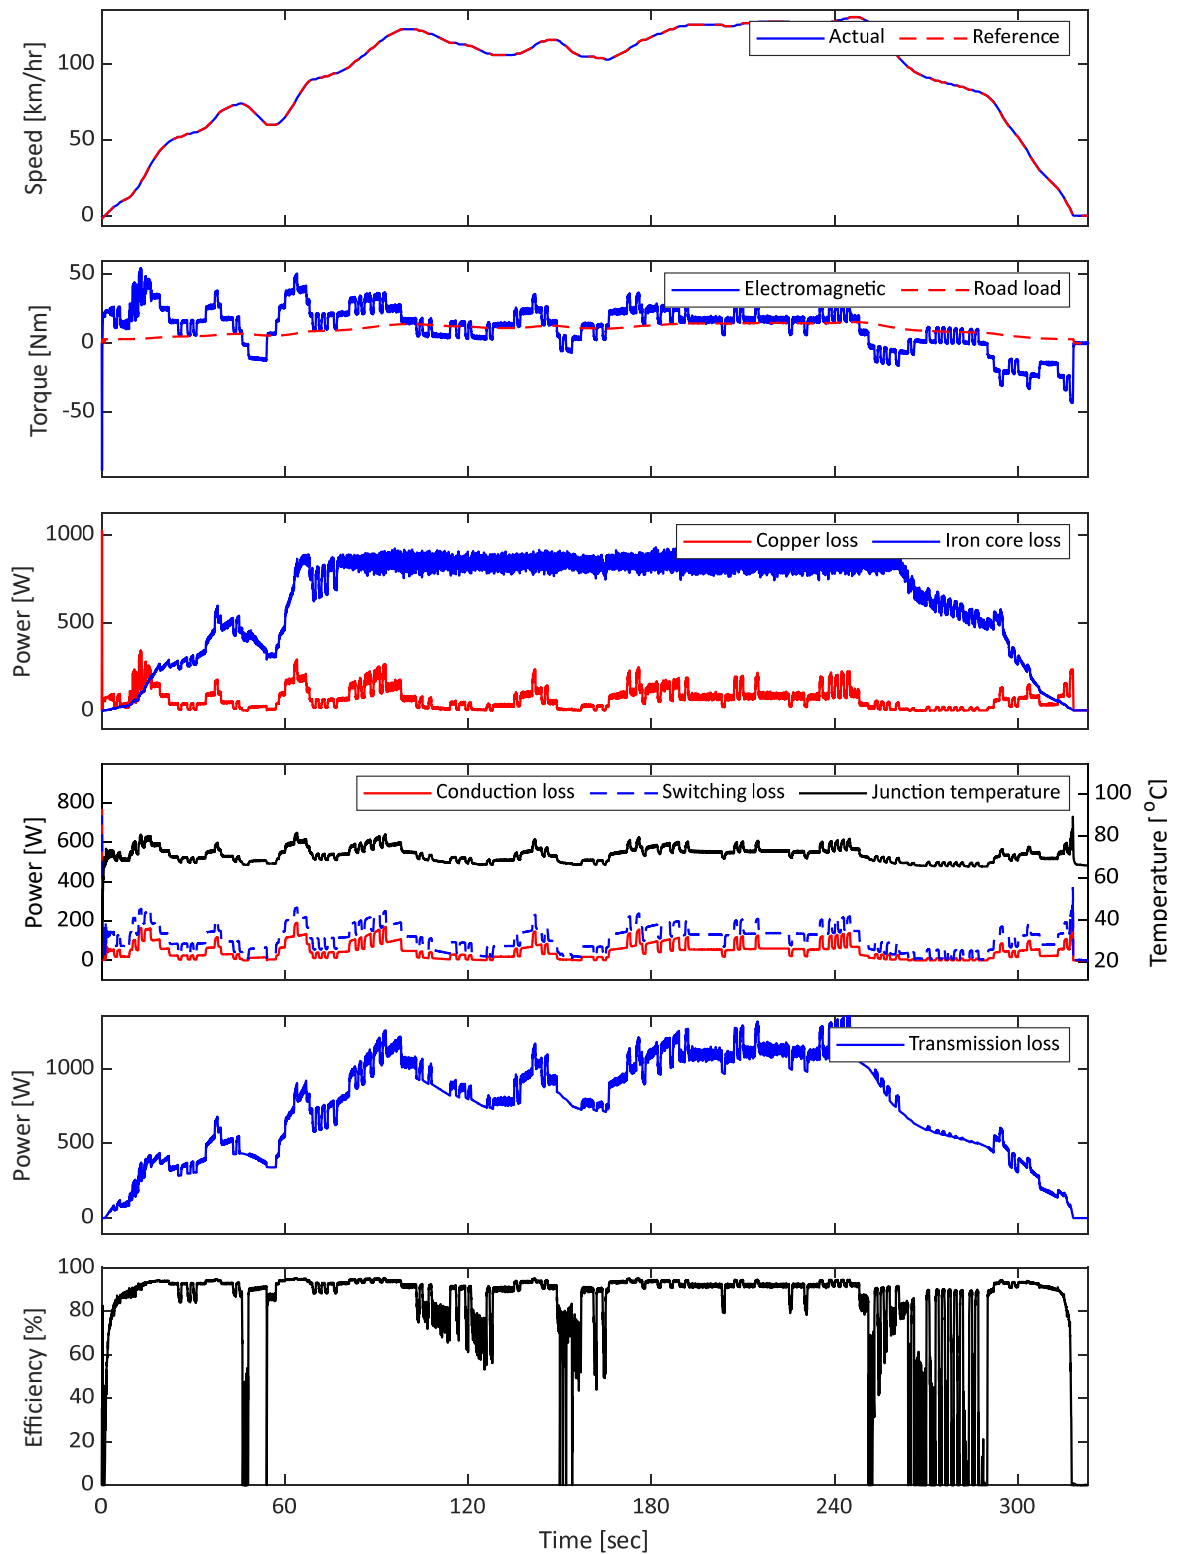 Speed [km/hr]
100
50
0
Actual
Reference
Torque [Nm]
50
0
-50
Electromagnetic
Road load
Power [W]
1000
500
0
Copper loss
Iron core loss
Power [W]
800
600
400
200
0
Conduction loss
Switching loss
Junction temperature
100
80
60
40
20
Temperature [°C]
Power [W]
1000
500
0
Transmission loss
Efficiency [%]
100
80
60
40
20
0
0
60
120
180
240
300
Time [sec]